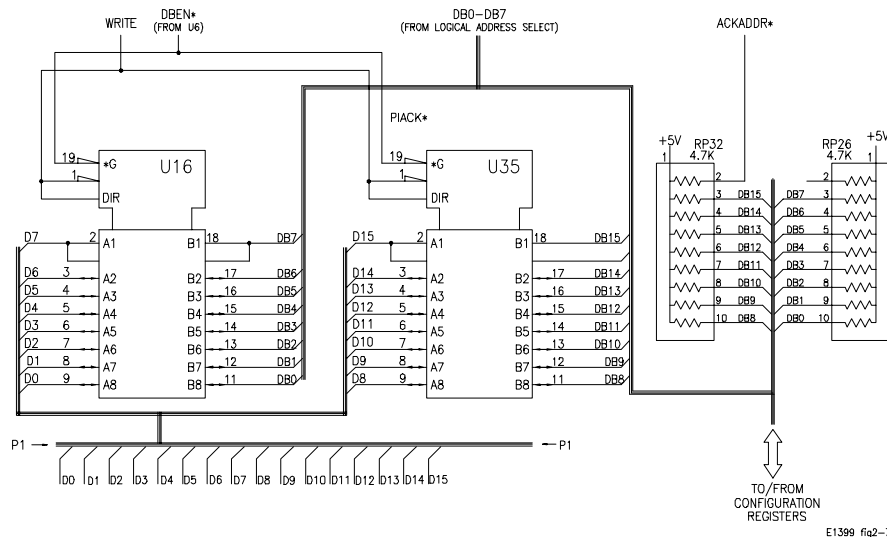 WRITE
DBEN*
(FROM U6)
DB0-DB7
(FROM LOGICAL ADDRESS SELECT)
ACKADDR*
PIACK*
19 *G U16
1
DIR
19 *G U35
1
DIR
+5V RP32
1 4.7K
RP26 +5V
4.7K 1
2 2
3 DB15 DB7 3
4 DB14 DB6 4
5 DB13 DB5 5
6 DB12 DB4 6
7 DB11 DB3 7
8 DB10 DB2 8
9 DB9 DB1 9
10 DB8 DB0 10
D7 2 A1 B1 18 DB7
D6 3 A2 B2 17 DB6
D5 4 A3 B3 16 DB5
D4 5 A4 B4 15 DB4
D3 6 A5 B5 14 DB3
D2 7 A6 B6 13 DB2
D1 8 A7 B7 12 DB1
D0 9 A8 B8 11 DB0
D15 2 A1 B1 18 DB15
D14 3 A2 B2 17 DB14
D13 4 A3 B3 16 DB13
D12 5 A4 B4 15 DB12
D11 6 A5 B5 14 DB11
D10 7 A6 B6 13 DB10
D9 8 A7 B7 12 DB9
D8 9 A8 B8 11 DB8
P1 P1
D0 D1 D2 D3 D4 D5 D6 D7 D8 D9 D10 D11 D12 D13 D14 D15
TO/FROM
CONFIGURATION
REGISTERS
E1399